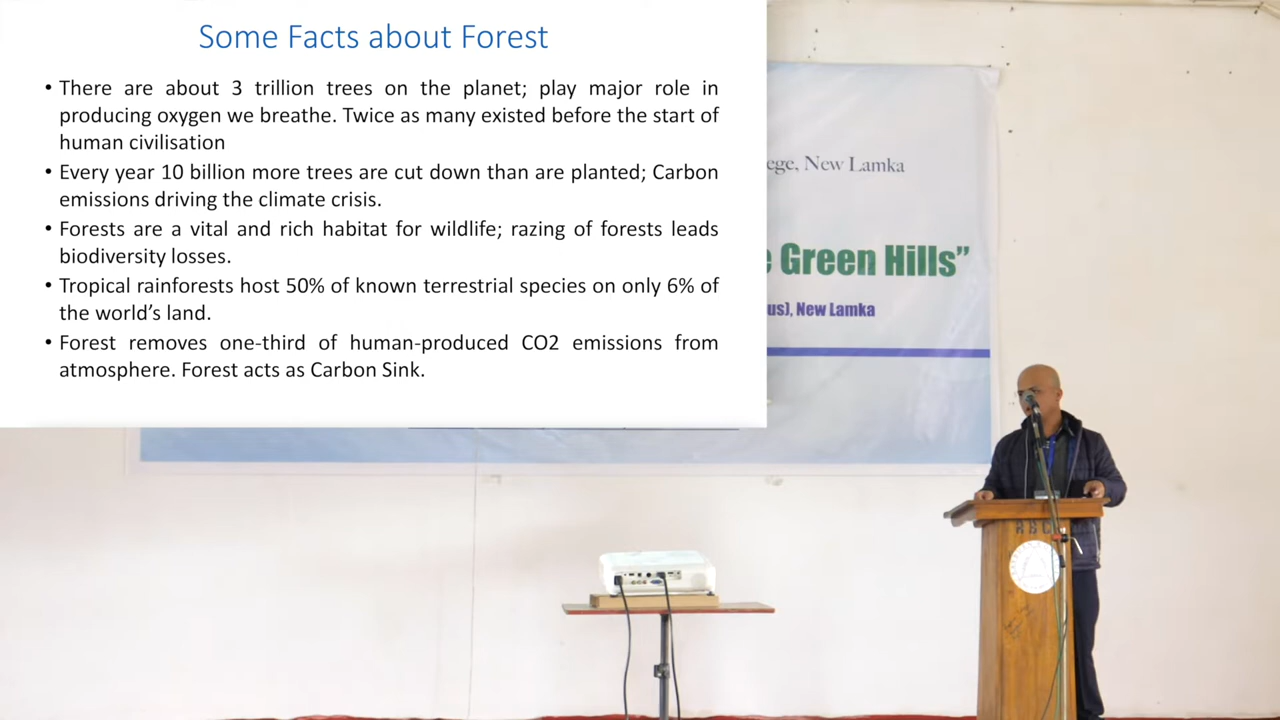 Some Facts about Forest
• There are about 3 trillion trees on the planet; play major role in
producing oxygen we breathe. Twice as many existed before the start of
human civilisation
• Every year 10 billion more trees are cut down than are planted; Carbon
emissions driving the climate crisis.
• Forests are a vital and rich habitat for wildlife; razing of forests leads
biodiversity losses.
• Tropical rainforests host 50% of known terrestrial species on only 6% of
the world's land.
• Forest removes one-third of human-produced CO2 emissions from
atmosphere. Forest acts as Carbon Sink.
ege, New Lamka
e Green Hills”
us), New Lamka
R B C